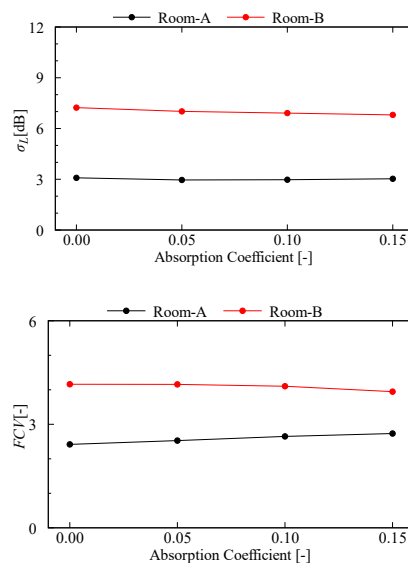 Room-A Room-B
12
9
6
3
0
σL[dB]
0.00 0.05 0.10 0.15
Absorption Coefficient [-]
Room-A Room-B
6
3
0
FCV[-]
0.00 0.05 0.10 0.15
Absorption Coefficient [-]